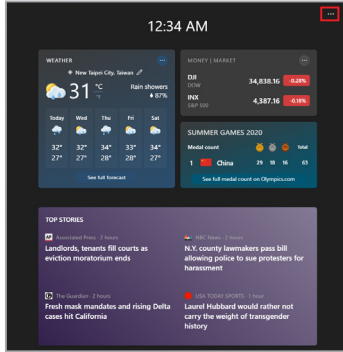 ...
12:34 AM
WEATHER ...
New Taipei City, Taiwan
31 °C
°F
Rain showers
87%
Today Wed Thu Fri Sat
32° 32° 34° 33° 34°
27° 27° 28° 28° 27°
See full forecast
MONEY | MARKET ...
DJI
DOW
34,838.16 -0.28%
INX
S&P 500
4,387.16 -0.18%
SUMMER GAMES 2020
Medal count Total
1 China 29 18 16 63
See full medal count on Olympics.com
TOP STORIES
Associated Press · 2 hours
Landlords, tenants fill courts as
eviction moratorium ends
NBC News · 2 hours
N.Y. county lawmakers pass bill
allowing police to sue protesters for
harassment
The Guardian · 2 hours
Fresh mask mandates and rising Delta
cases hit California
USA TODAY SPORTS · 1 hour
Laurel Hubbard would rather not
carry the weight of transgender
history